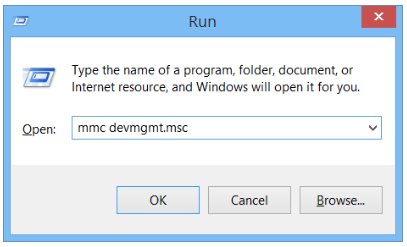 Run
Type the name of a program, folder, document, or
Internet resource, and Windows will open it for you.
Open: mmc devmgmt.msc
OK Cancel Browse...